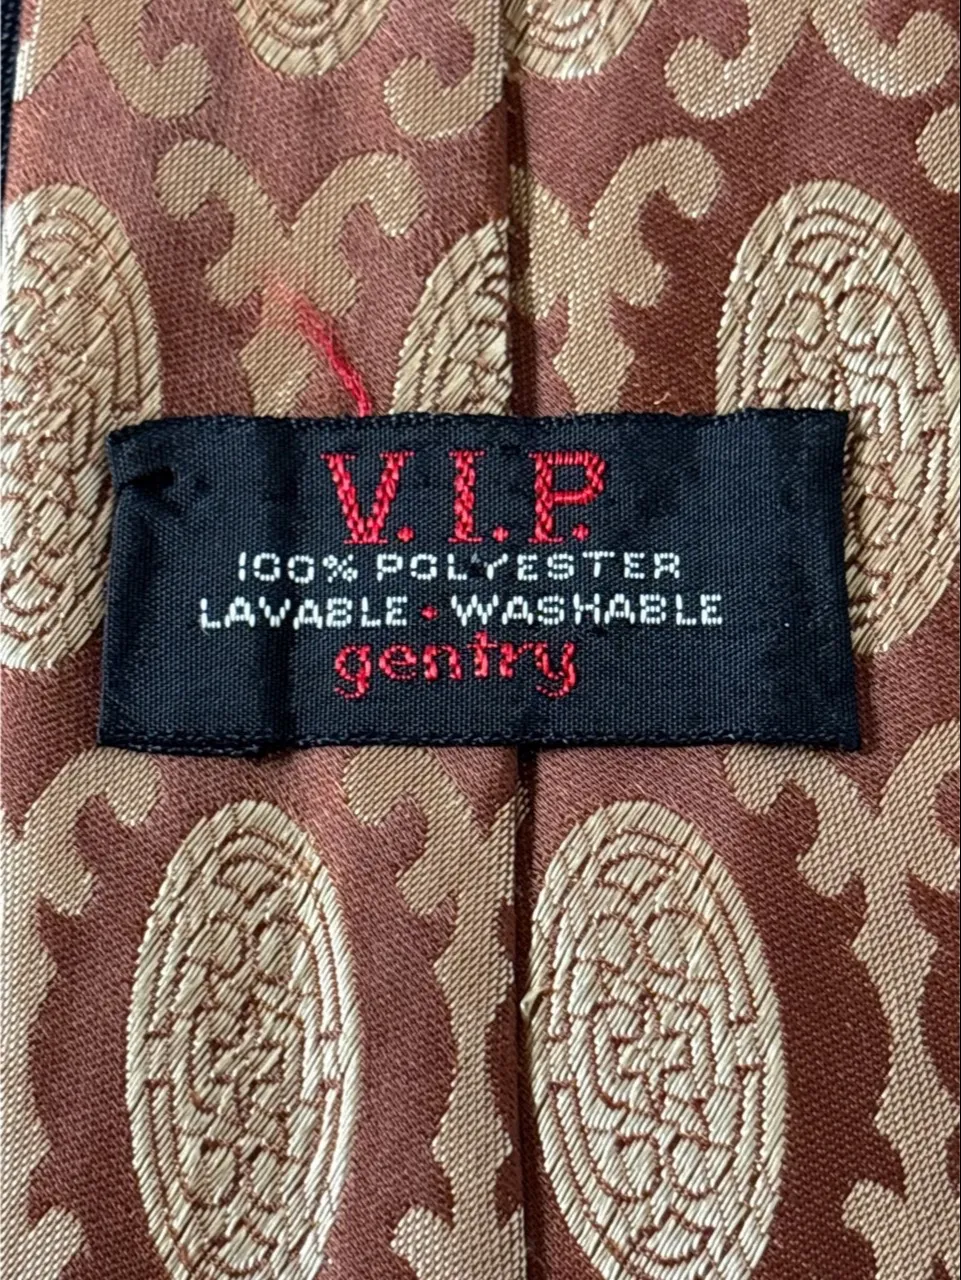 V.I.P.
100% POLYESTER
LAVABLE • WASHABLE
gentry